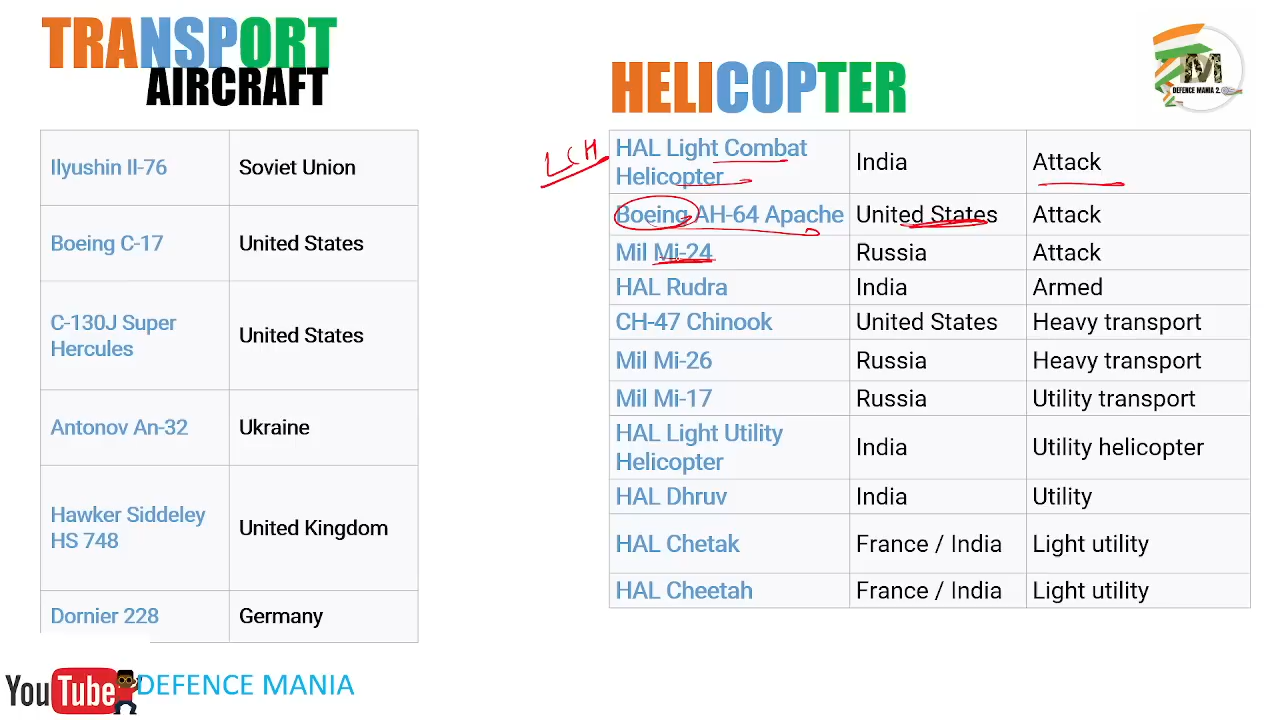 TRANSPORT
AIRCRAFT
Ilyushin Il-76 Soviet Union
Boeing C-17 United States
C-130J Super
Hercules United States
Antonov An-32 Ukraine
Hawker Siddeley
HS 748 United Kingdom
Dornier 228 Germany
HELICOPTER
M
DEFENCE MANIA 2.
LCH
HAL Light Combat
Helicopter India Attack
Boeing AH-64 Apache United States Attack
Mil Mi-24 Russia Attack
HAL Rudra India Armed
CH-47 Chinook United States Heavy transport
Mil Mi-26 Russia Heavy transport
Mil Mi-17 Russia Utility transport
HAL Light Utility
Helicopter India Utility helicopter
HAL Dhruv India Utility
HAL Chetak France / India Light utility
HAL Cheetah France / India Light utility
YouTube DEFENCE MANIA